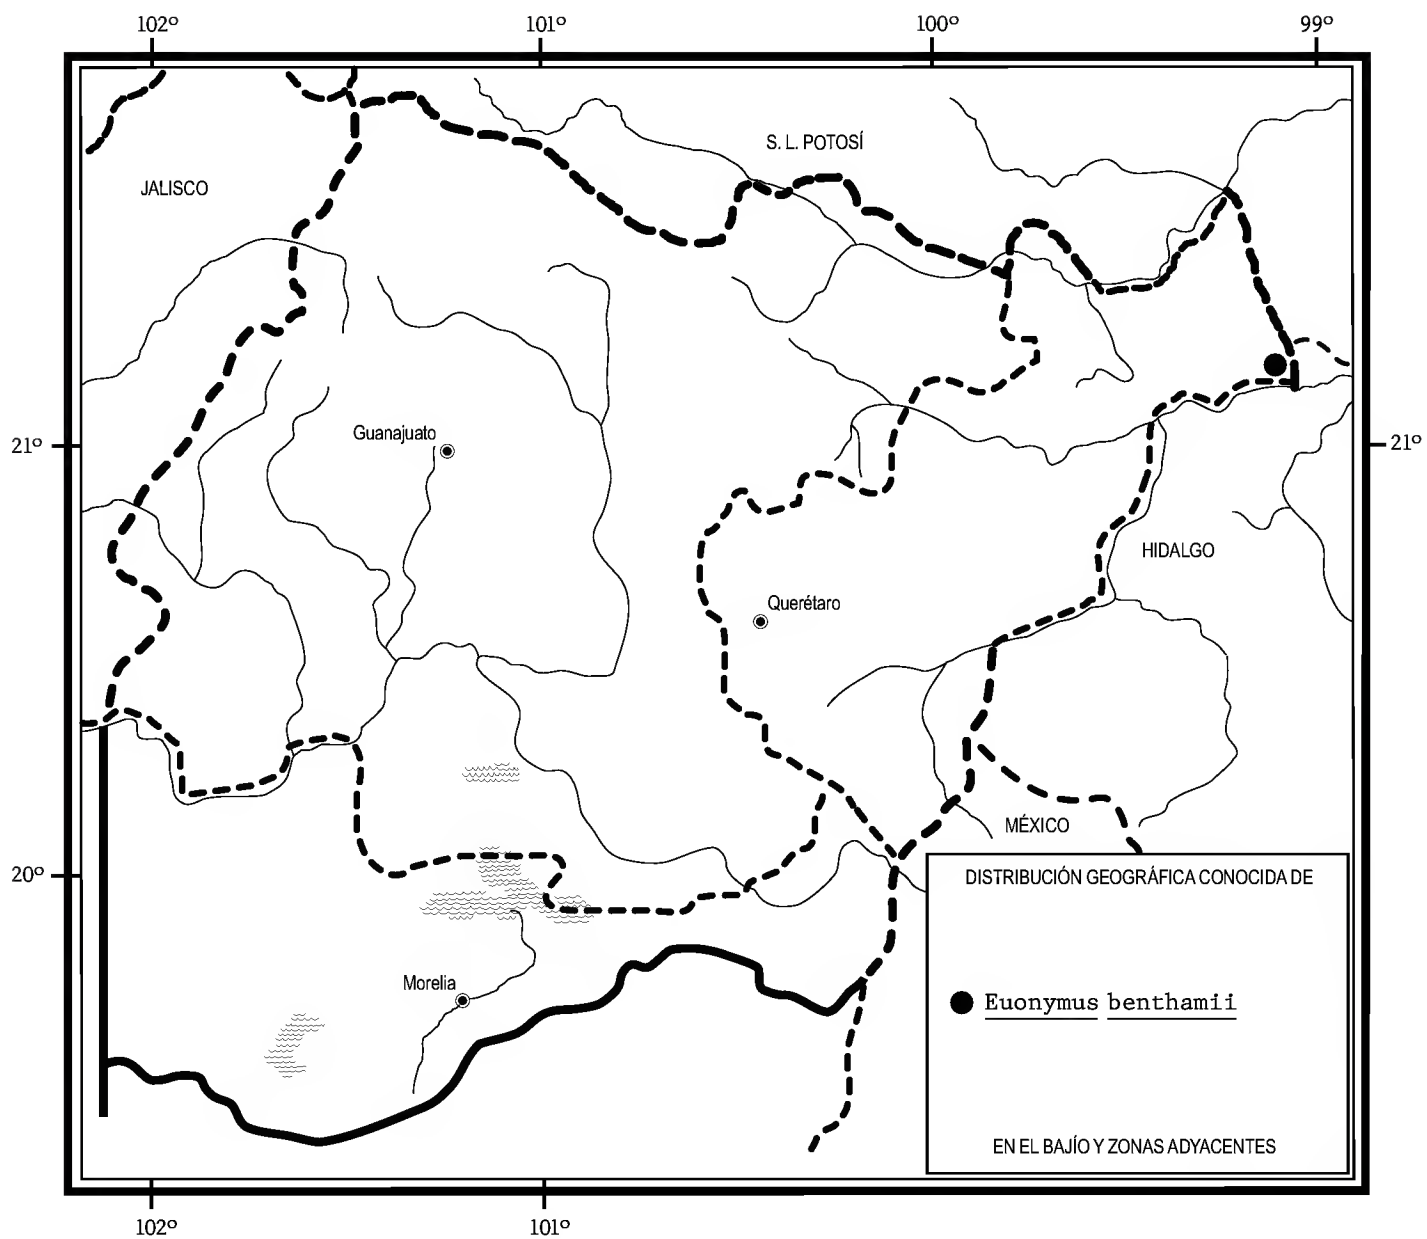 102º 101º 100º 99º
S. L. POTOSÍ
JALISCO
Guanajuato
21º 21º
HIDALGO
Querétaro
MÉXICO
20º
DISTRIBUCIÓN GEOGRÁFICA CONOCIDA DE
Morelia
Euonymus benthamii
EN EL BAJÍO Y ZONAS ADYACENTES
102º 101º